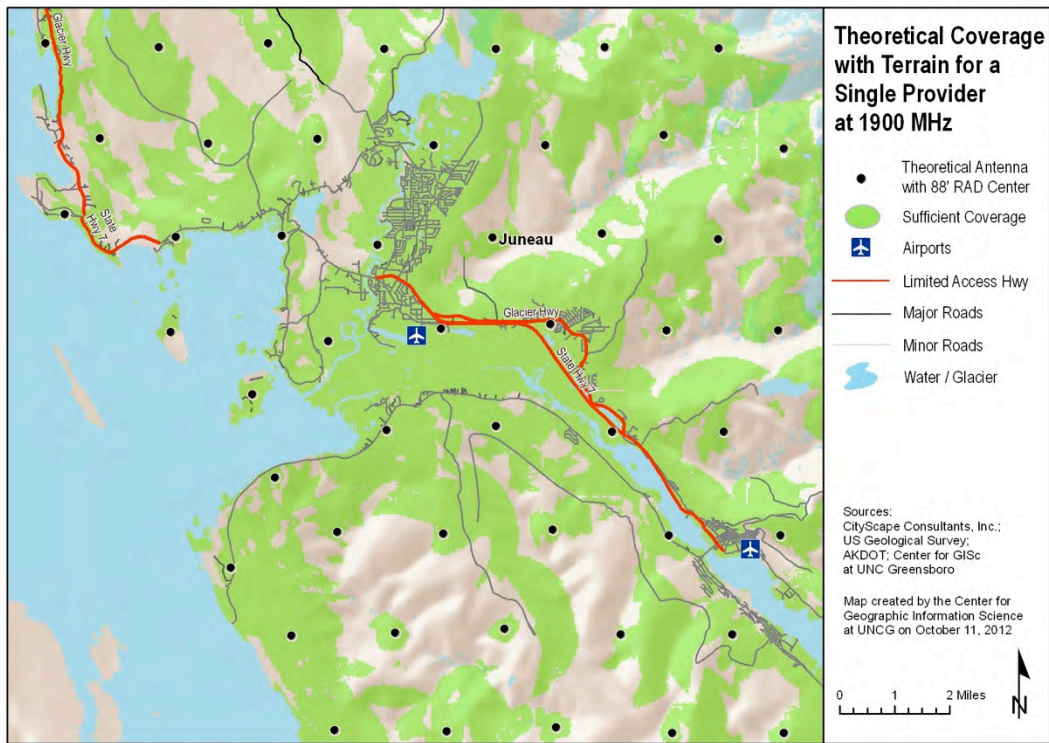 Theoretical Coverage
with Terrain for a
Single Provider
at 1900 MHz
Theoretical Antenna
with 88' RAD Center
Sufficient Coverage
Airports
Limited Access Hwy
Major Roads
Minor Roads
Water / Glacier
Sources:
CityScape Consultants, Inc.;
US Geological Survey;
AKDOT; Center for GISc
at UNC Greensboro
Map created by the Center for
Geographic Information Science
at UNCG on October 11, 2012
0 1 2 Miles
N
Glacier Hwy
State
Hwy 7
Juneau
Glacier Hwy
State Hwy 7